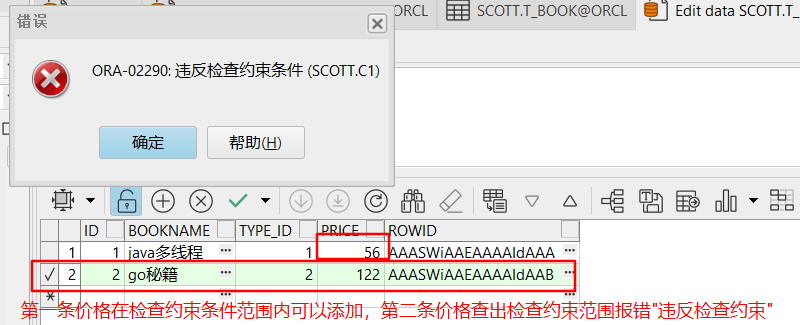 错误
SCOTT.T_BOOK@ORCL
Edit data SCOTT.T_
ORA-02290: 违反检查约束条件 (SCOTT.C1)
确定
帮助(H)
ID BOOKNAME TYPE_ID PRICE ROWID
1 1 java多线程 ... 1 56 AAASWiAAEAAAAIdAAA ...
2 2 go秘籍 ... 2 122 AAASWiAAEAAAAIdAAB ...
第一条价格在检查约束条件范围内可以添加，第二条价格查出检查约束范围报错"违反检查约束"